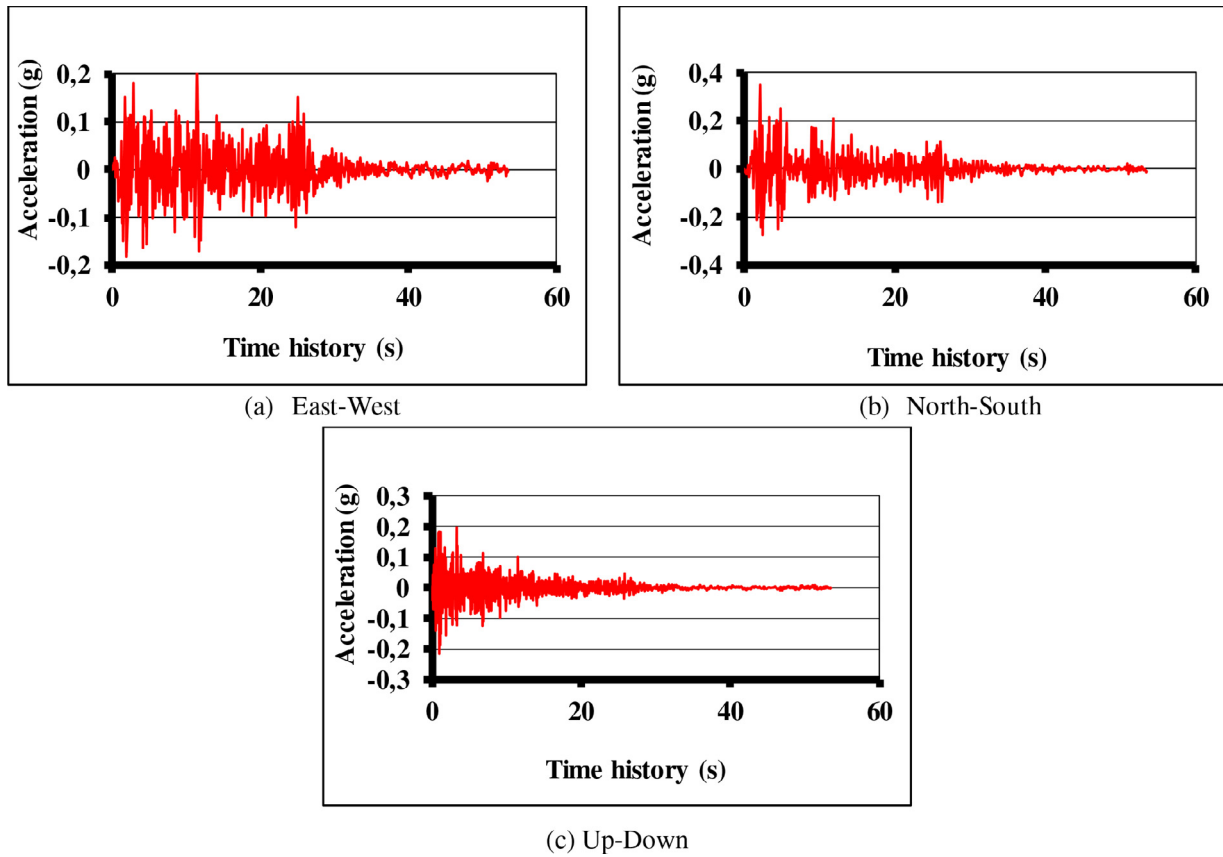 Acceleration (g)
0,2
0,1
0
-0,1
-0,2
0 20 40 60
Time history (s)
(a) East-West
Acceleration (g)
0,4
0,2
0
-0,2
-0,4
0 20 40 60
Time history (s)
(b) North-South
Acceleration (g)
0,3
0,2
0,1
0
-0,1
-0,2
-0,3
0 20 40 60
Time history (s)
(c) Up-Down